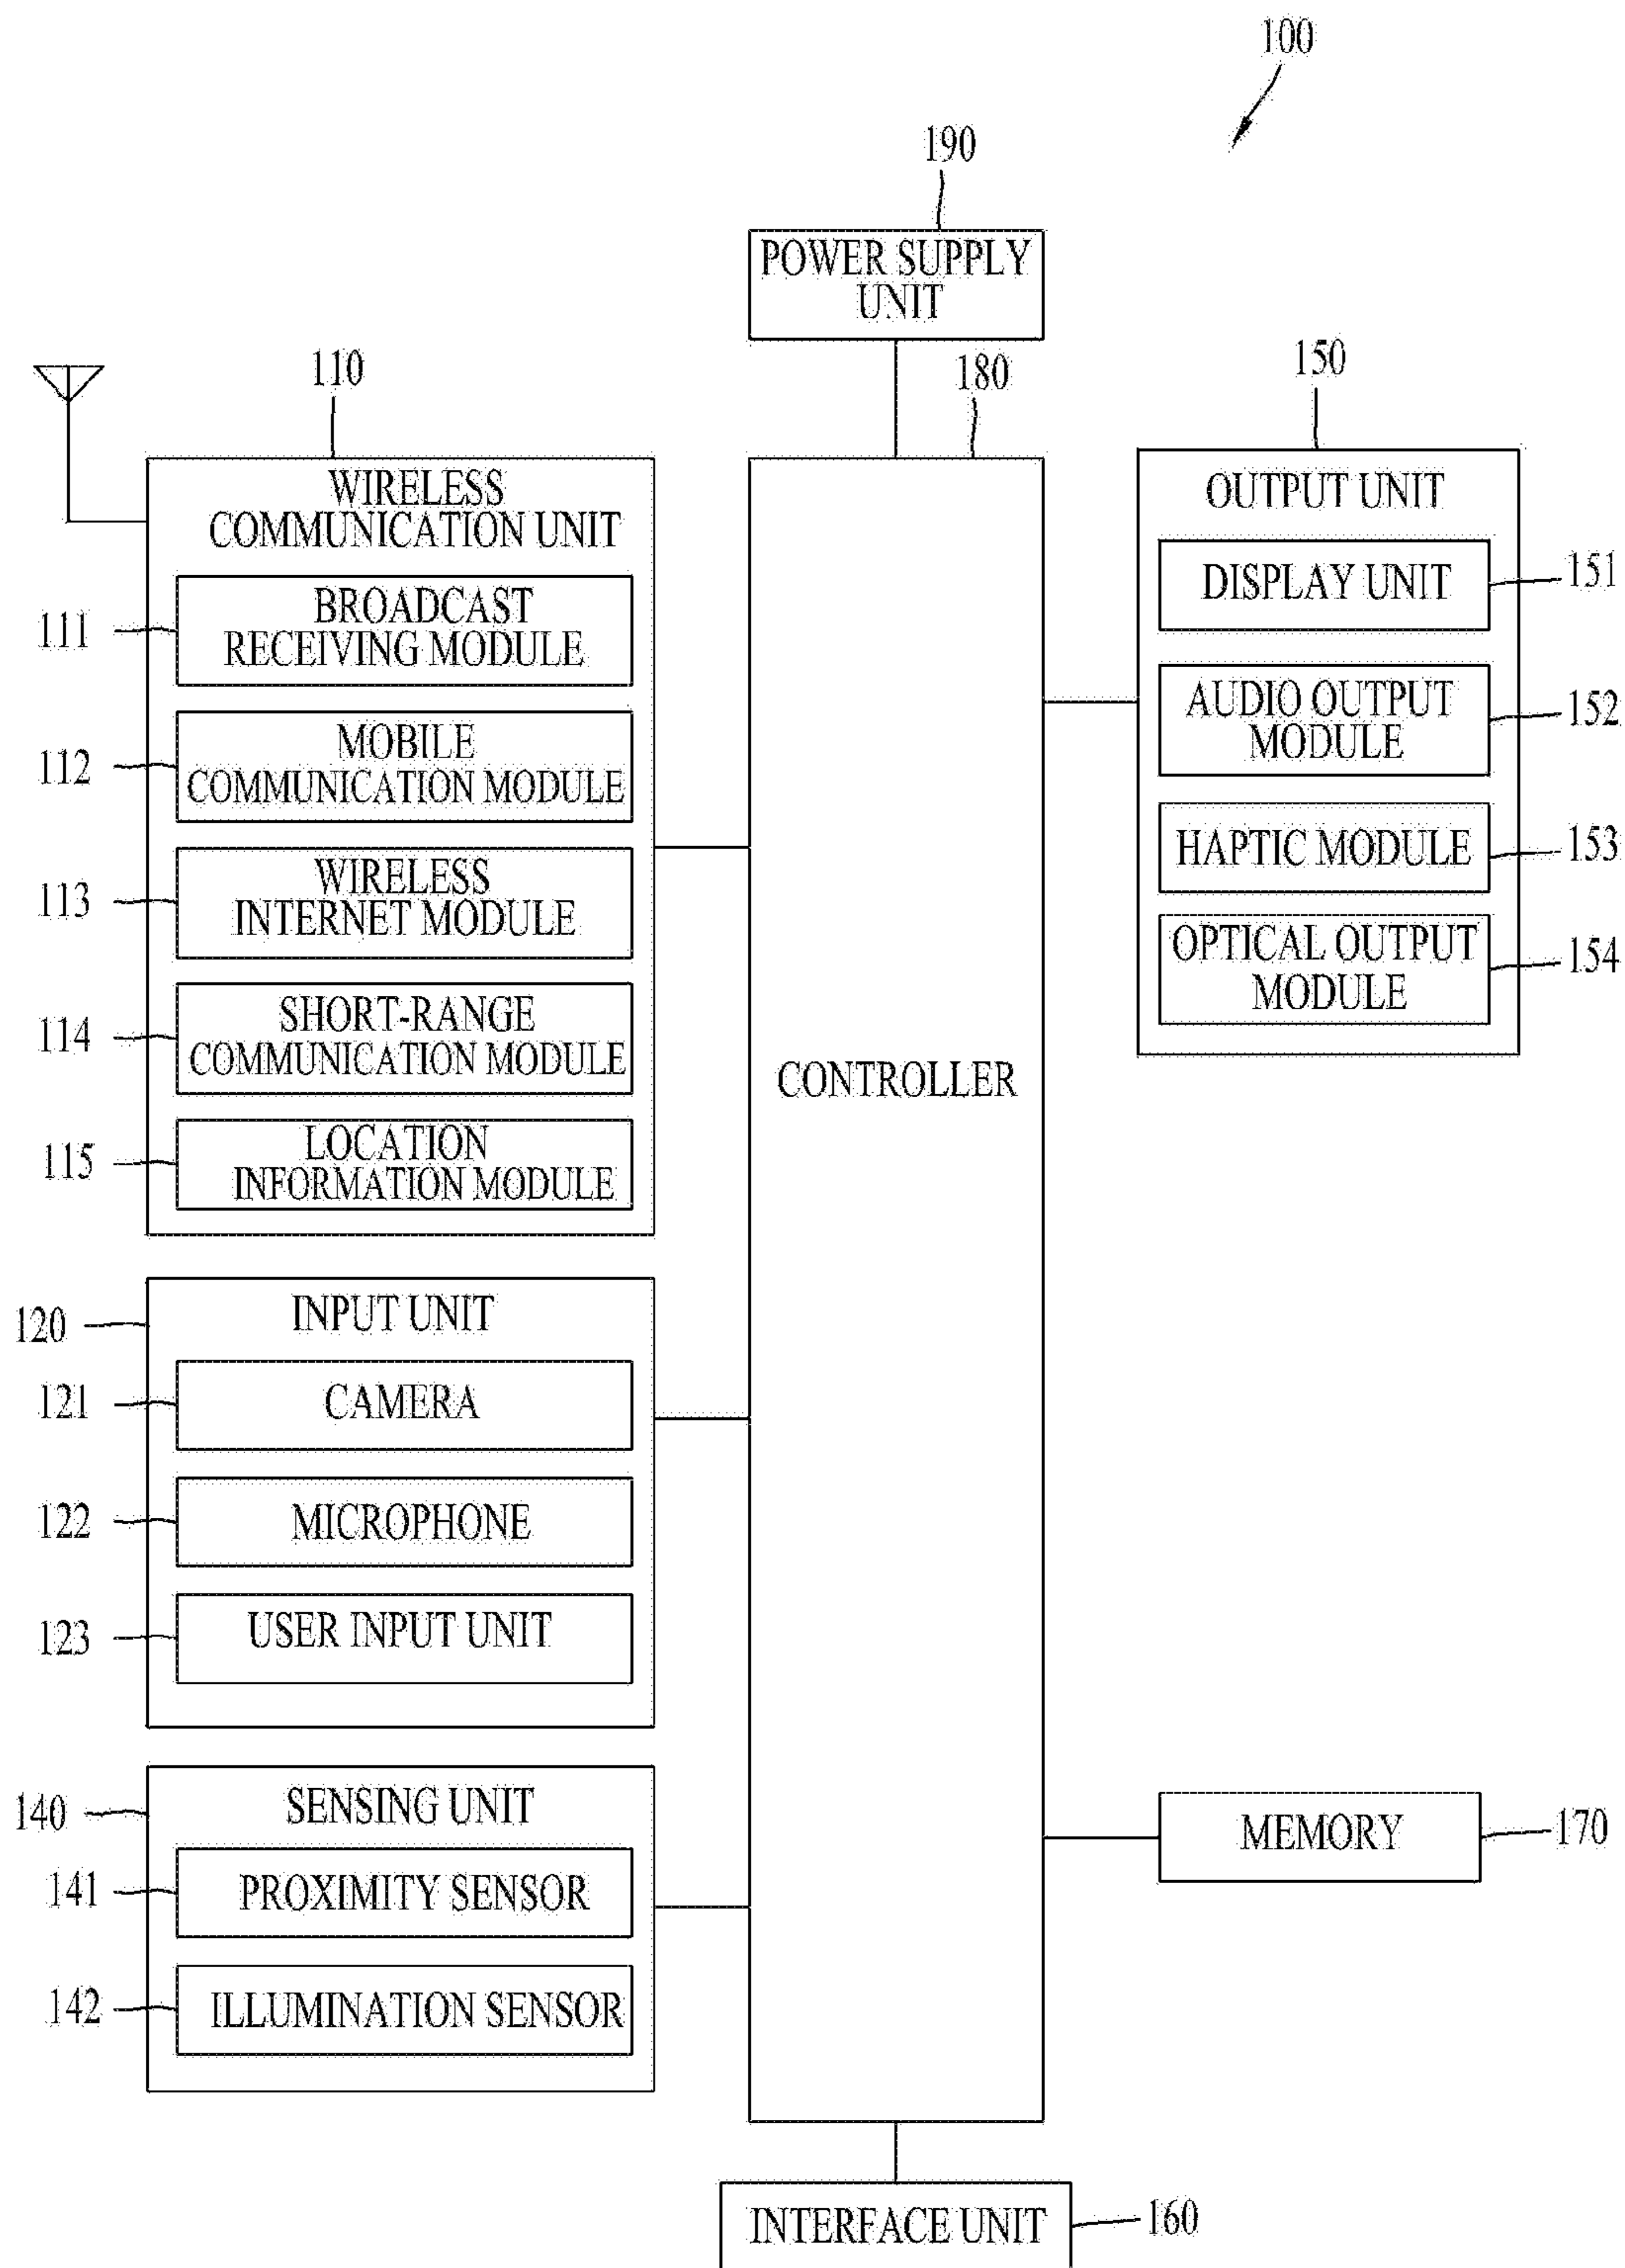 100
190
POWER SUPPLY
UNIT
110
180
150
WIRELESS
COMMUNICATION UNIT
111
BROADCAST
RECEIVING MODULE
112
MOBILE
COMMUNICATION MODULE
113
WIRELESS
INTERNET MODULE
114
SHORT-RANGE
COMMUNICATION MODULE
115
LOCATION
INFORMATION MODULE
120
INPUT UNIT
121
CAMERA
122
MICROPHONE
123
USER INPUT UNIT
140
SENSING UNIT
141
PROXIMITY SENSOR
142
ILLUMINATION SENSOR
CONTROLLER
OUTPUT UNIT
DISPLAY UNIT
151
AUDIO OUTPUT
MODULE
152
HAPTIC MODULE
153
OPTICAL OUTPUT
MODULE
154
MEMORY
170
INTERFACE UNIT
160